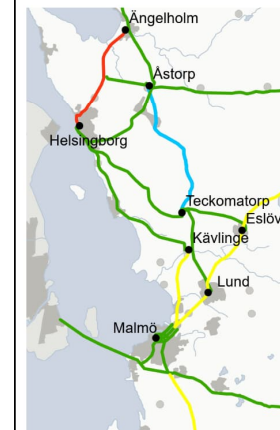 Ängelholm
Åstorp
Helsingborg
Teckomatorp
Eslöv
Kävlinge
Lund
Malmö